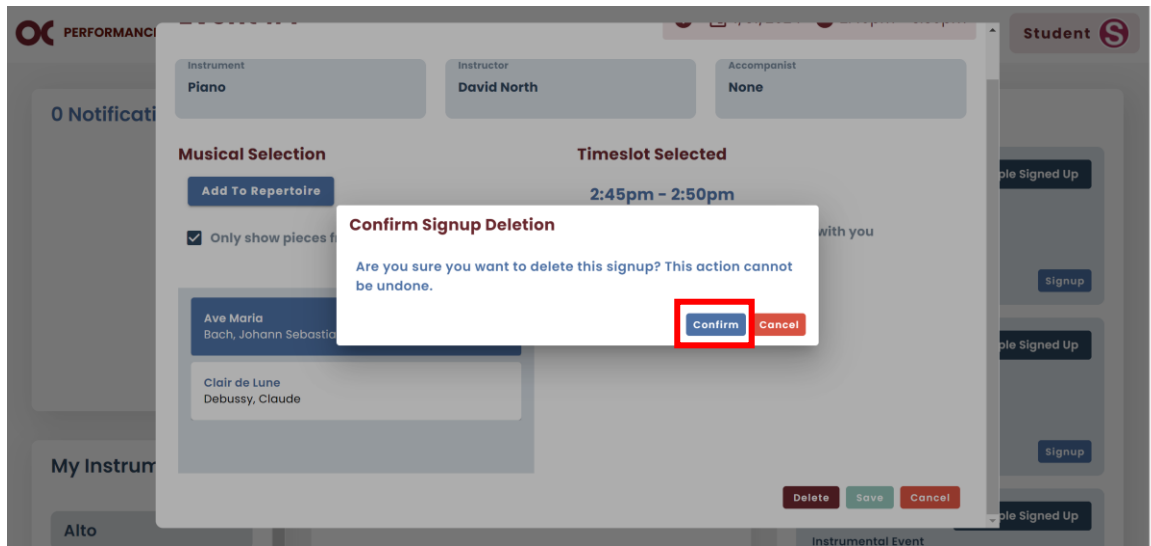 PERFORMANC
Student S
0 Notificati
Instrument
Piano
Instructor
David North
Accompanist
None
Musical Selection
Add To Repertoire
Only show pieces f
Timeslot Selected
2:45pm - 2:50pm
with you
Confirm Signup Deletion
Are you sure you want to delete this signup? This action cannot
be undone.
Confirm
Cancel
Ave Maria
Bach, Johann Sebastia
Clair de Lune
Debussy, Claude
Delete
Save
Cancel
ple Signed Up
Signup
ple Signed Up
Signup
ple Signed Up
Instrumental Event
My Instrum
Alto